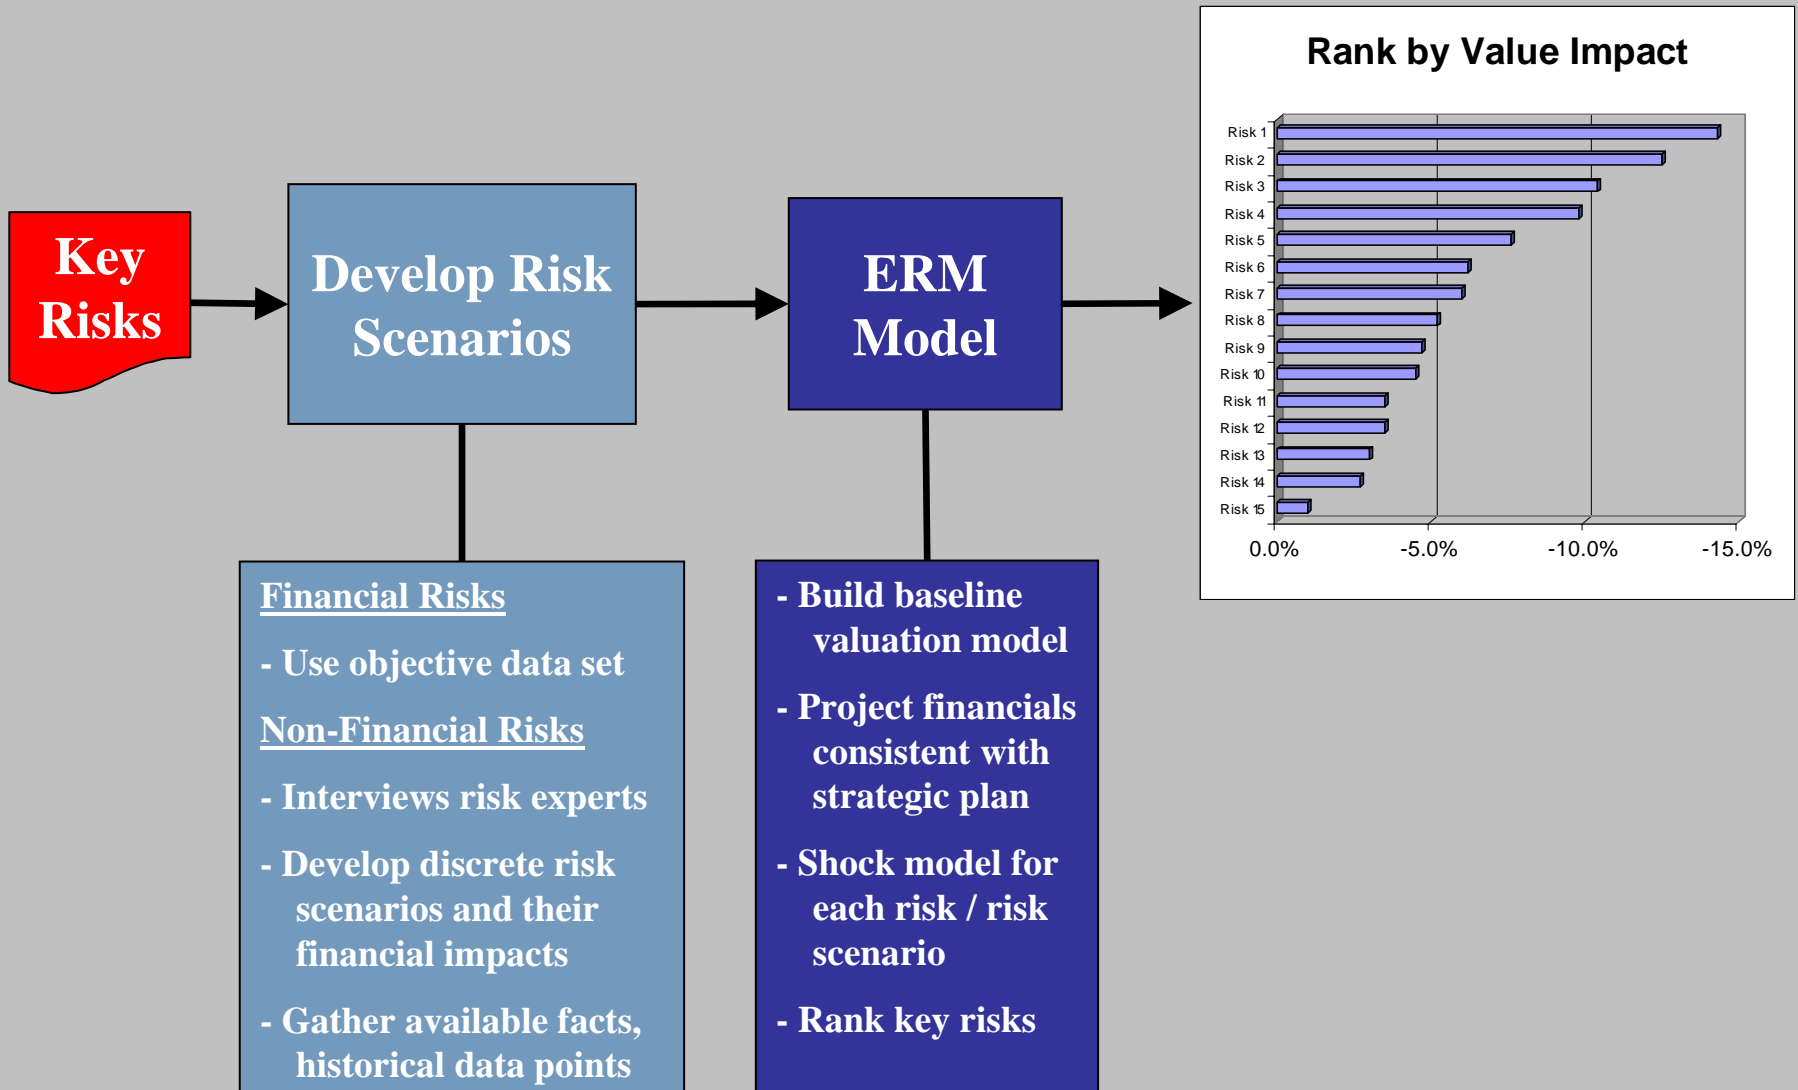 Key
Risks
Develop Risk
Scenarios
ERM
Model
Financial Risks
- Use objective data set
Non-Financial Risks
- Interviews risk experts
- Develop discrete risk
scenarios and their
financial impacts
- Gather available facts,
historical data points
- Build baseline
valuation model
- Project financials
consistent with
strategic plan
- Shock model for
each risk / risk
scenario
- Rank key risks
Rank by Value Impact
Risk 1
Risk 2
Risk 3
Risk 4
Risk 5
Risk 6
Risk 7
Risk 8
Risk 9
Risk 10
Risk 11
Risk 12
Risk 13
Risk 14
Risk 15
0.0% -5.0% -10.0% -15.0%